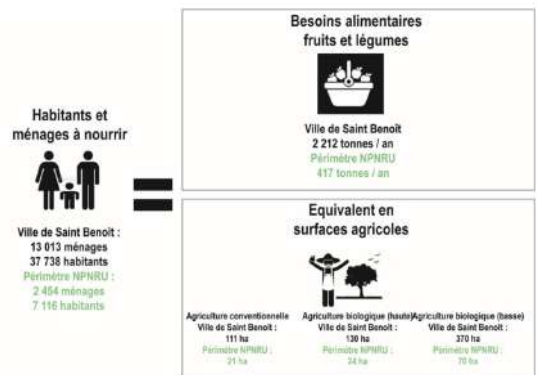 Habitants et
ménages à nourrir
Ville de Saint Benoit :
13 013 ménages
37 738 habitants
Périmètre NPNRU :
2 454 ménages
7 116 habitants
Besoins alimentaires
fruits et légumes
Ville de Saint Benoit
2 212 tonnes / an
Périmètre NPNRU
417 tonnes / an
Equivalent en
surfaces agricoles
Agriculture conventionnelle
Ville de Saint Benoit :
111 ha
Périmètre NPNRU :
21 ha
Agriculture biologique (haute)
Ville de Saint Benoit :
130 ha
Périmètre NPNRU :
24 ha
Agriculture biologique (basse)
Ville de Saint Benoit :
370 ha
Périmètre NPNRU :
70 ha